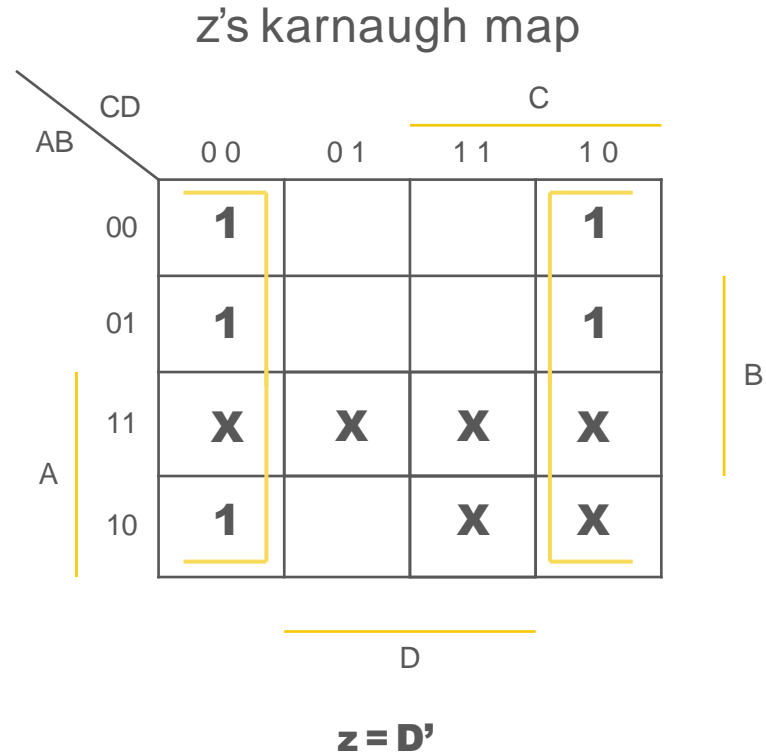 z's karnaugh map
CD
C
AB
0 0 0 1 1 1 1 0
00 1 1
01 1 1
B
11 X X X X
A
10 1 X X
D
z = D’